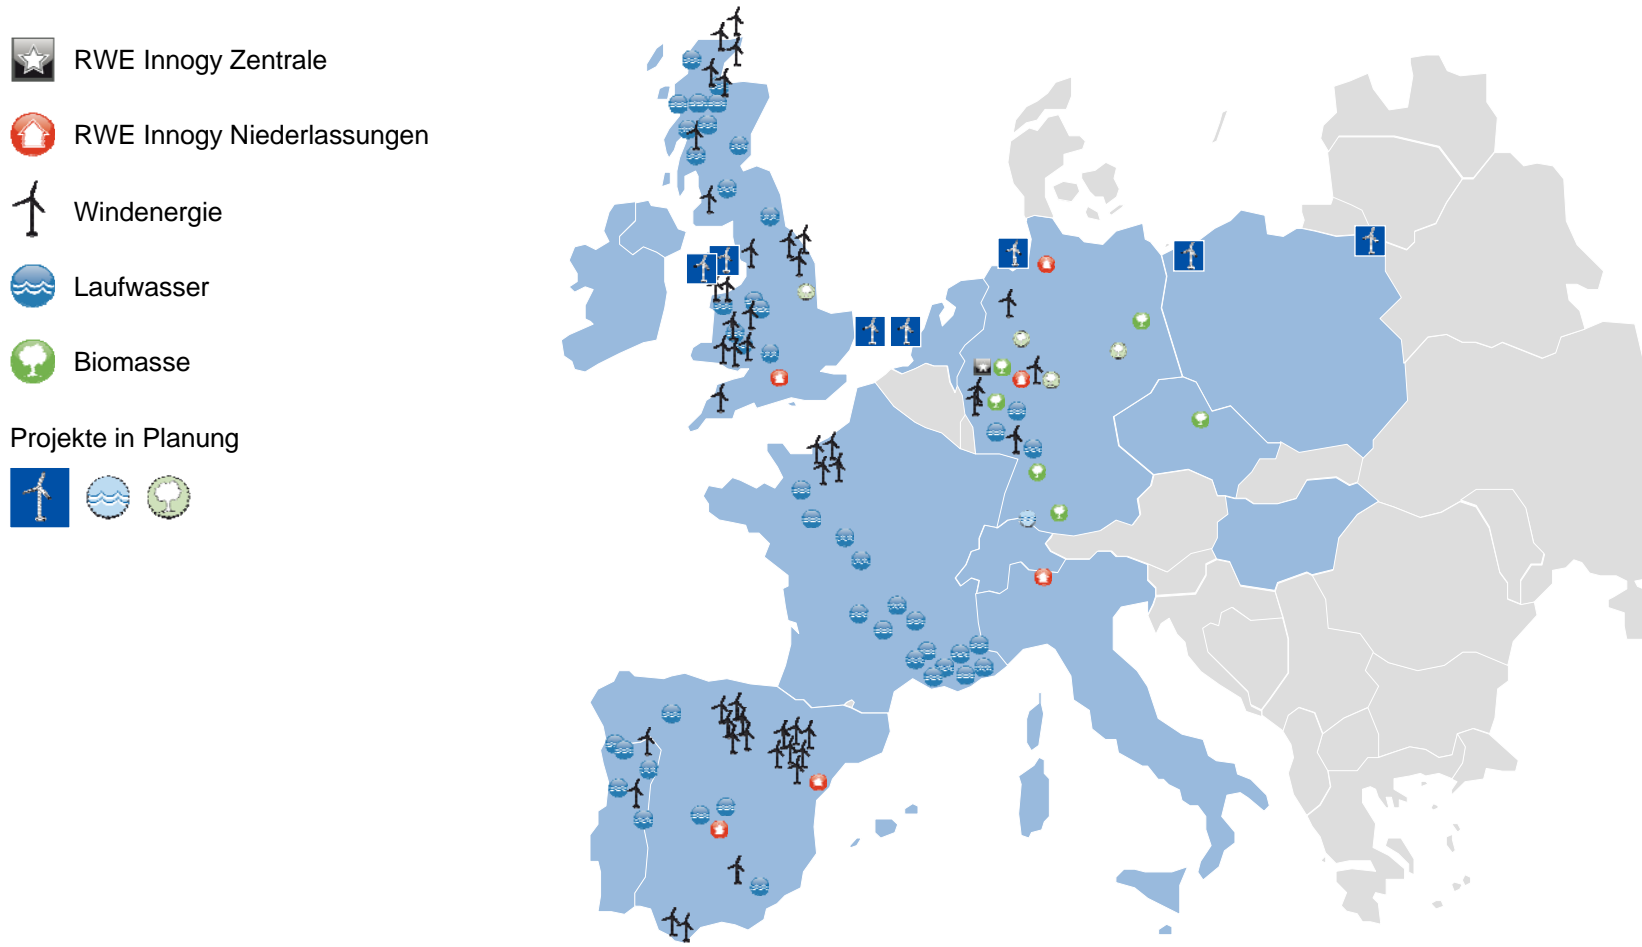 RWE Innogy Zentrale
RWE Innogy Niederlassungen
Windenergie
Laufwasser
Biomasse
Projekte in Planung